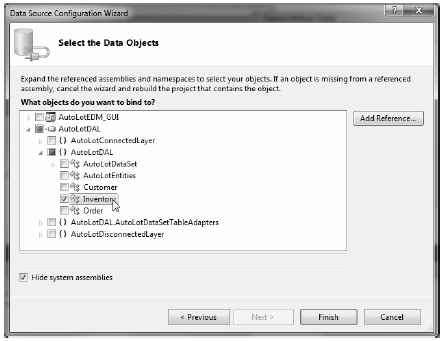 Data Source Configuration Wizard
?
Select the Data Objects
Expand the referenced assemblies and namespaces to select your objects. If an object is missing from a referenced
assembly, cancel the wizard and rebuild the project that contains the object.
What objects do you want to bind to?
AutoLotEDM_GUI
AutoLotDAL
{ } AutoLotConnectedLayer
{ } AutoLotDAL
AutoLotDataSet
AutoLotEntities
Customer
Inventory
Order
{ } AutoLotDAL.AutoLotDataSetTableAdapters
{ } AutoLotDisconnectedLayer
Add Reference...
Hide system assemblies
< Previous
Next >
Finish
Cancel